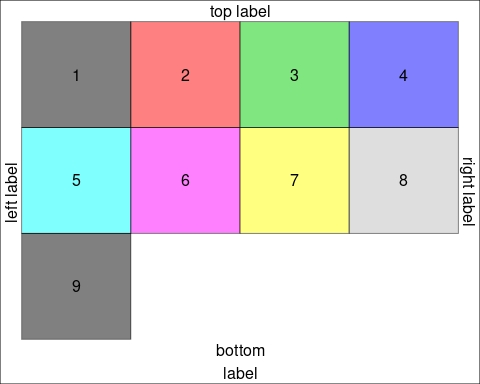 top label
1 2 3 4
left label
5 6 7 8
right label
9
bottom
label